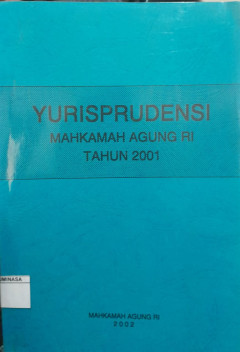 YURISPRUDENSI
MAHKAMAH AGUNG RI
TAHUN 2001
MAHKAMAH AGUNG RI
2002